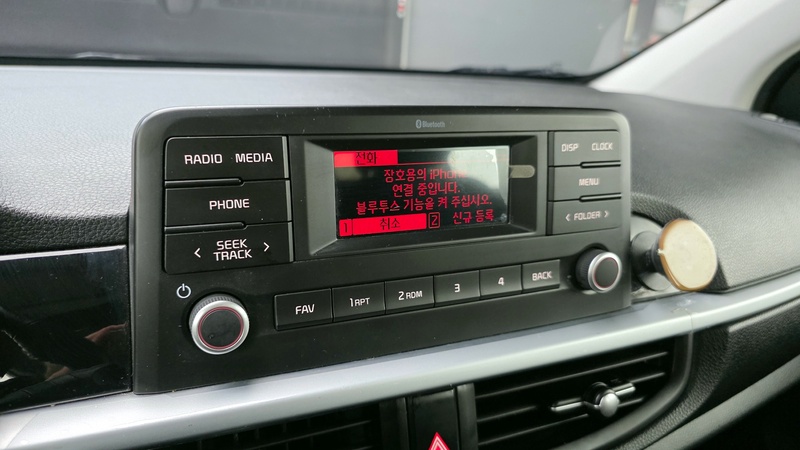 Bluetooth
RADIO MEDIA
PHONE
SEEK
TRACK
전화
장호용의 iPhone
연결 중입니다.
블루투스 기능을 켜 주십시오.
1 취소 2 신규 등록
DISP CLOCK
MENU
< FOLDER >
FAV 1 RPT 2 RDM 3 4 BACK